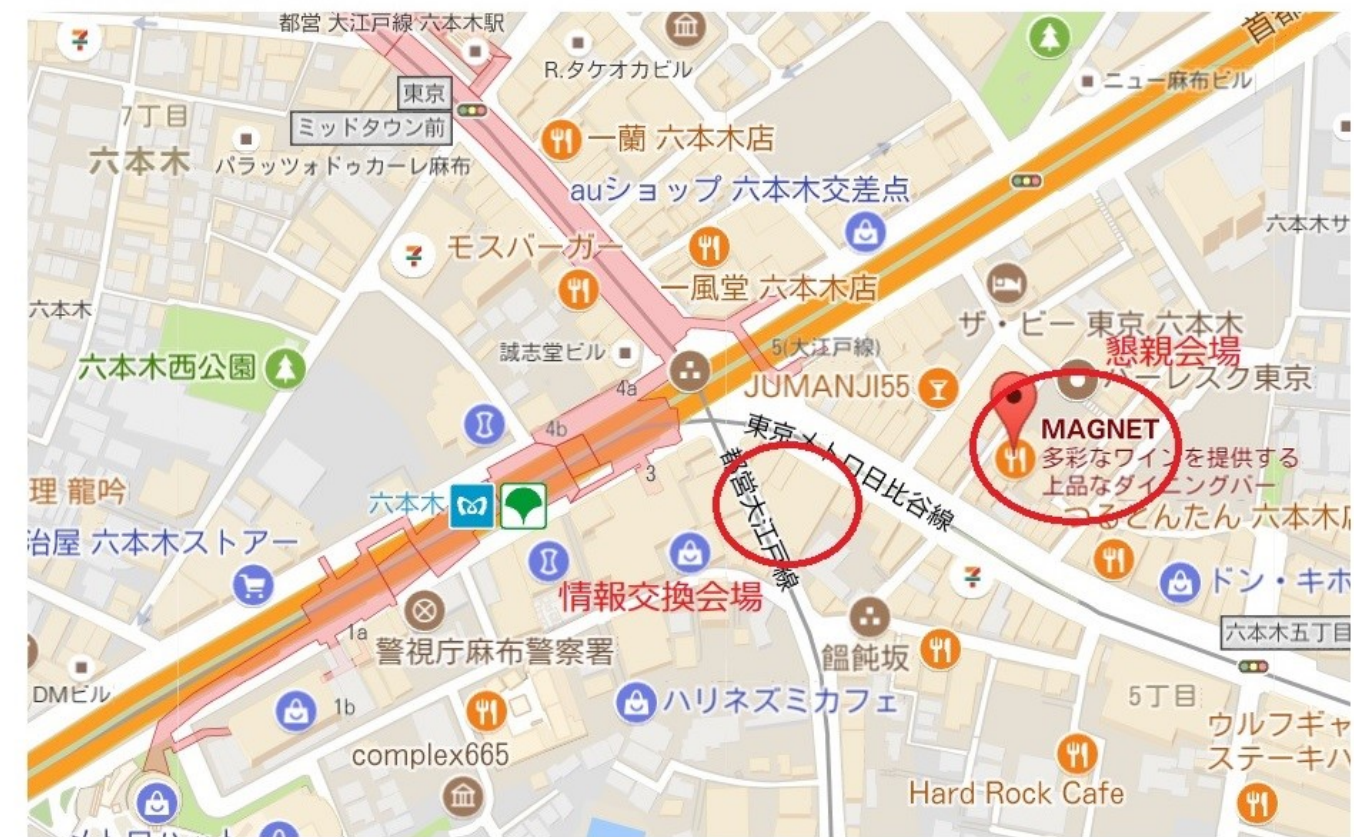 都営 大江戸線 六本木駅
首都
R.タケオカビル
ニュー麻布ビル
東京
ミッドタウン前
7丁目
六本木
パラッツォドゥカーレ麻布
一蘭 六本木店
auショップ 六本木交差点
六本木サ
モスバーガー
一風堂 六本木店
六本木
ザ・ビー 東京 六本木
誠志堂ビル
5(大江戸線)
懇親会場
六本木西公園
4a
JUMANJI55
バーレスク東京
4b
東京メトロ日比谷線
MAGNET
多彩なワインを提供する
上品なダイニングバー
3
都営大江戸線
理 龍吟
六本木
つるとんたん 六本木店
治屋 六本木ストアー
情報交換会場
ドン・キホ
1a
警視庁麻布警察署
饂飩坂
六本木五丁目
DMビル
1b
ハリネズミカフェ
5丁目
complex665
ウルフギャ
ステーキハ
Hard Rock Cafe
メトロハット